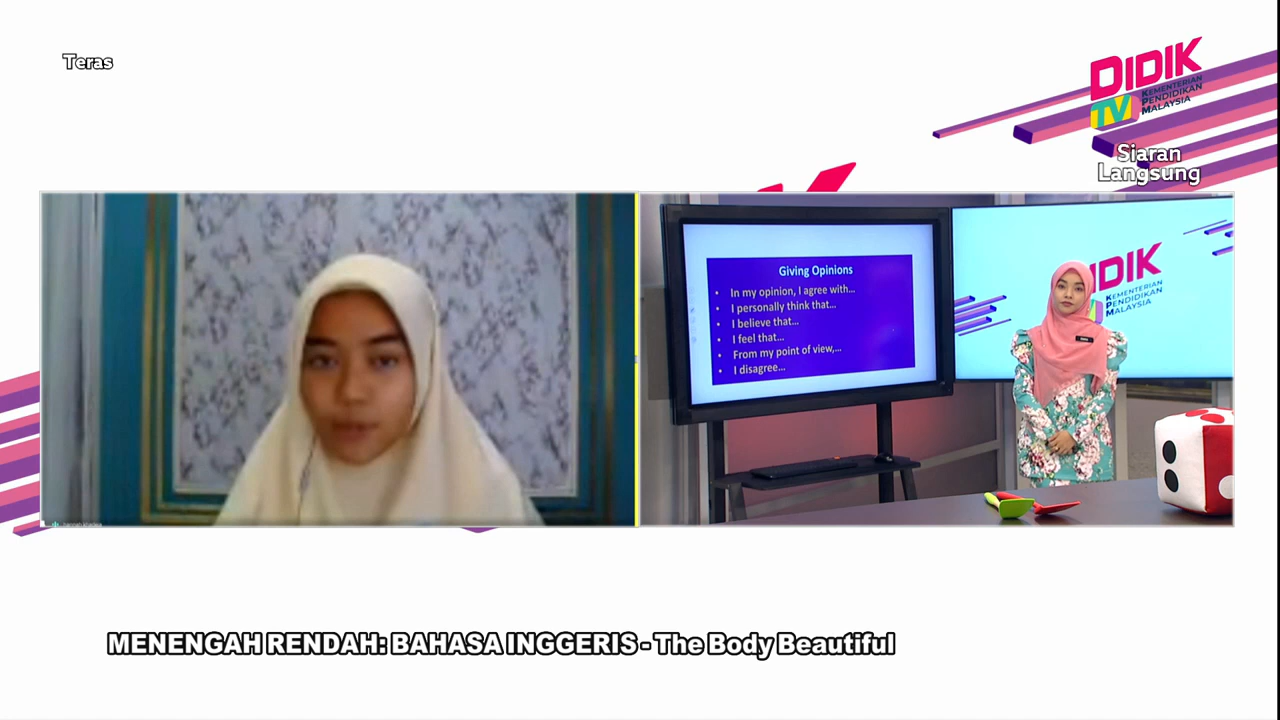 Teras
DIDIK
TV KEMENTERIAN
PENDIDIKAN
MALAYSIA
Siaran
Langsung
Giving Opinions
• In my opinion, I agree with...
• I personally think that...
• I believe that...
• I feel that...
• From my point of view,...
• I disagree...
DIDIK
KEMENTERIAN
PENDIDIKAN
MALAYSIA
MENENGAH RENDAH: BAHASA INGGERIS - The Body Beautiful